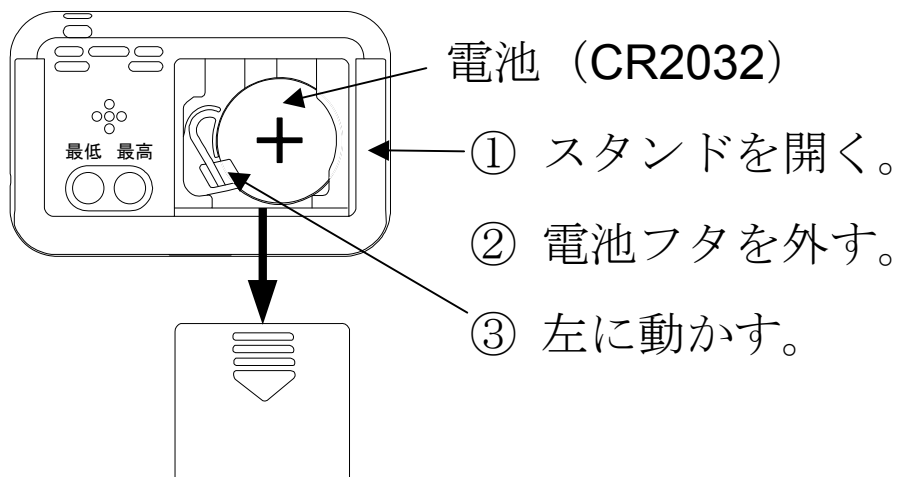 電池（CR2032）
① スタンドを開く。
最低 最高
② 電池フタを外す。
③ 左に動かす。